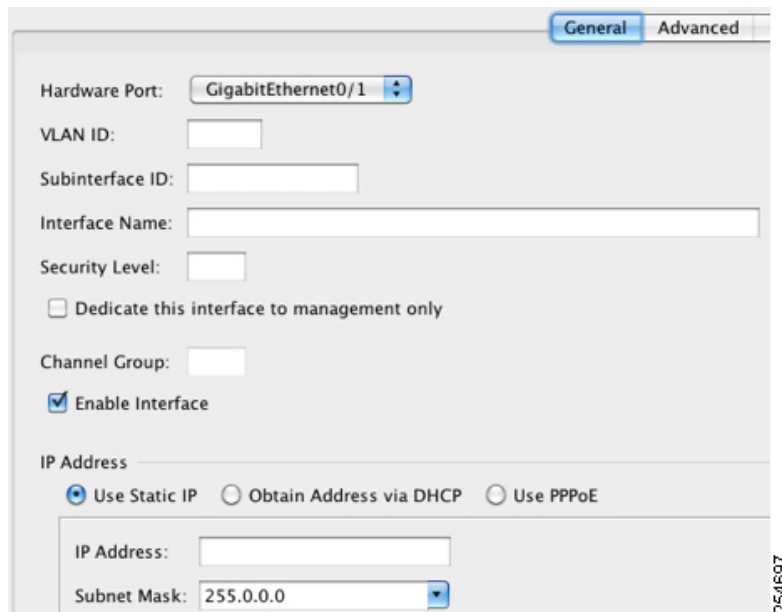 General Advanced
Hardware Port: GigabitEthernet0/1
VLAN ID:
Subinterface ID:
Interface Name:
Security Level:
Dedicate this interface to management only
Channel Group:
Enable Interface
IP Address
Use Static IP Obtain Address via DHCP Use PPPoE
IP Address:
Subnet Mask: 255.0.0.0